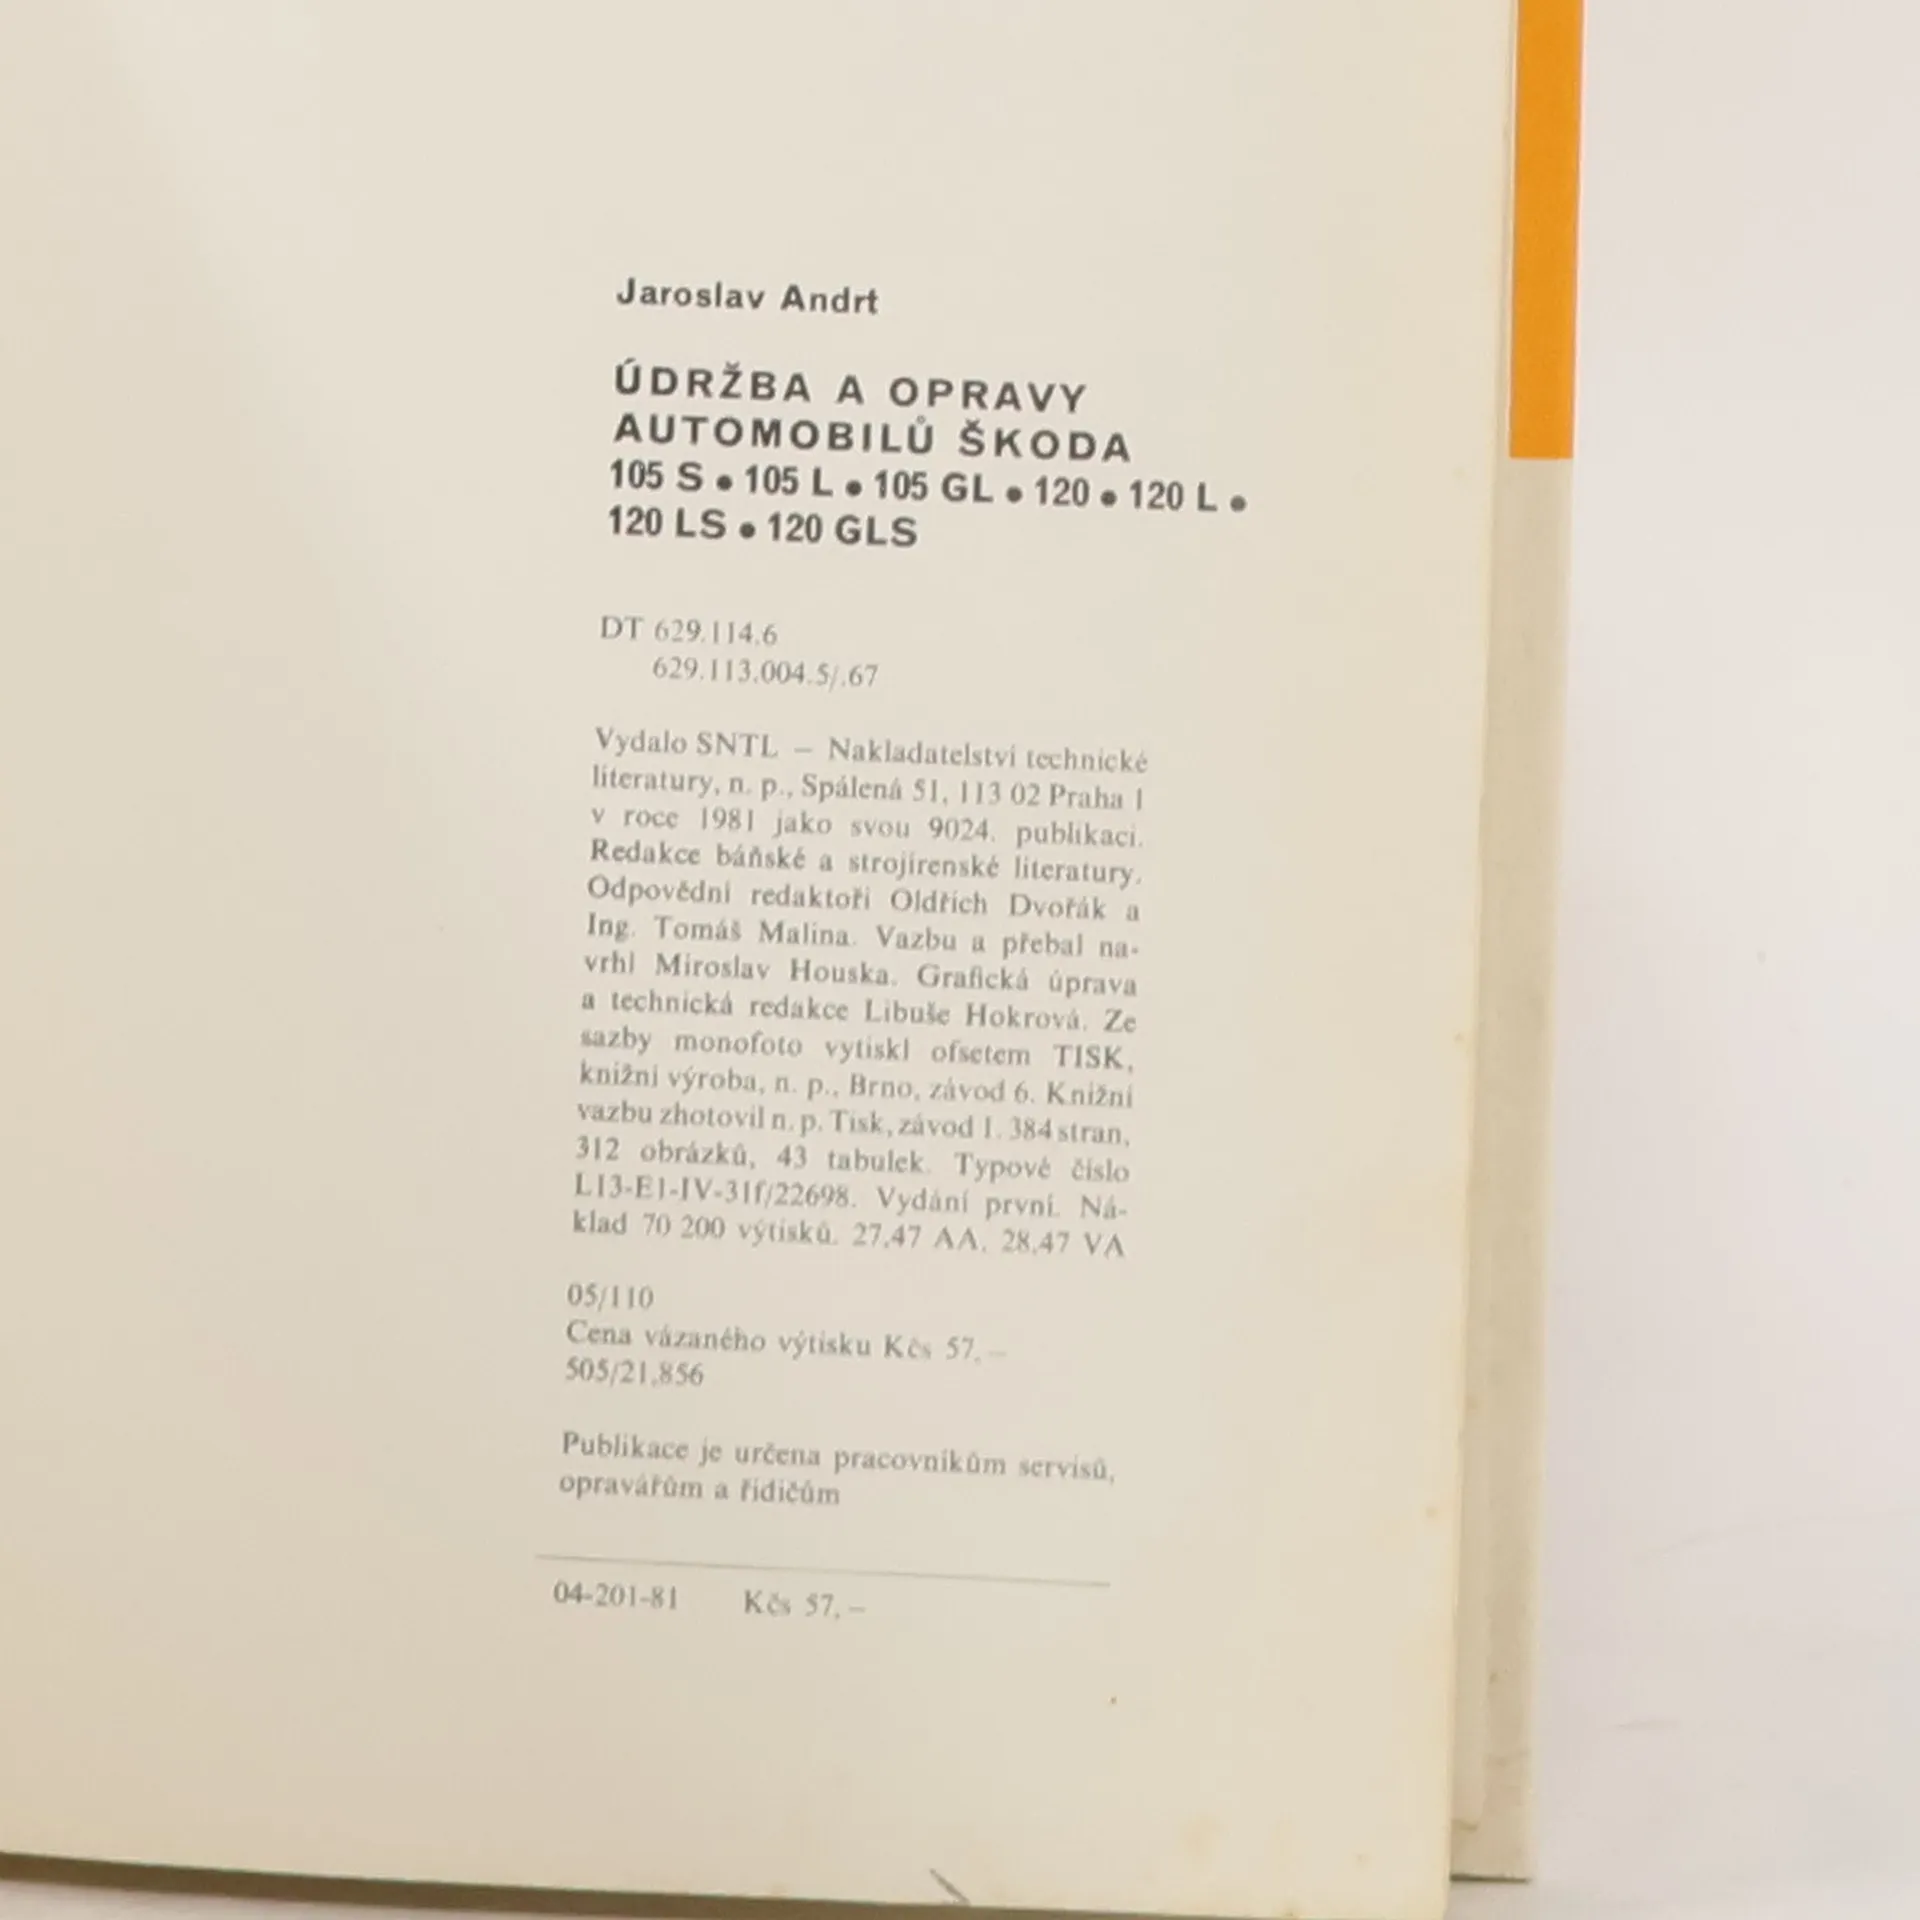 Jaroslav Andrt
ÚDRŽBA A OPRAVY
AUTOMOBILŮ ŠKODA
105 S • 105 L • 105 GL • 120 • 120 L •
120 LS • 120 GLS
DT 629.114.6
629.113.004.5/.67
Vydalo SNTL – Nakladatelství technické
literatury, n. p., Spálená 51, 113 02 Praha 1
v roce 1981 jako svou 9024. publikaci.
Redakce báňské a strojírenské literatury.
Odpovědní redaktoři Oldřich Dvořák a
Ing. Tomáš Malina. Vazbu a přebal na-
vrhl Miroslav Houska. Grafická úprava
a technická redakce Libuše Hokrová. Ze
sazby monofoto vytiskl ofsetem TISK,
knižní výroba, n. p., Brno, závod 6. Knižní
vazbu zhotovil n. p. Tisk, závod 1. 384 stran,
312 obrázků, 43 tabulek. Typové číslo
L13-E1-IV-31f/22698. Vydání první. Ná-
klad 70 200 výtisků. 27,47 AA, 28,47 VA
05/110
Cena vázaného výtisku Kčs 57,–
505/21,856
Publikace je určena pracovníkům servisů,
opravářům a řidičům
04-201-81 Kčs 57,–